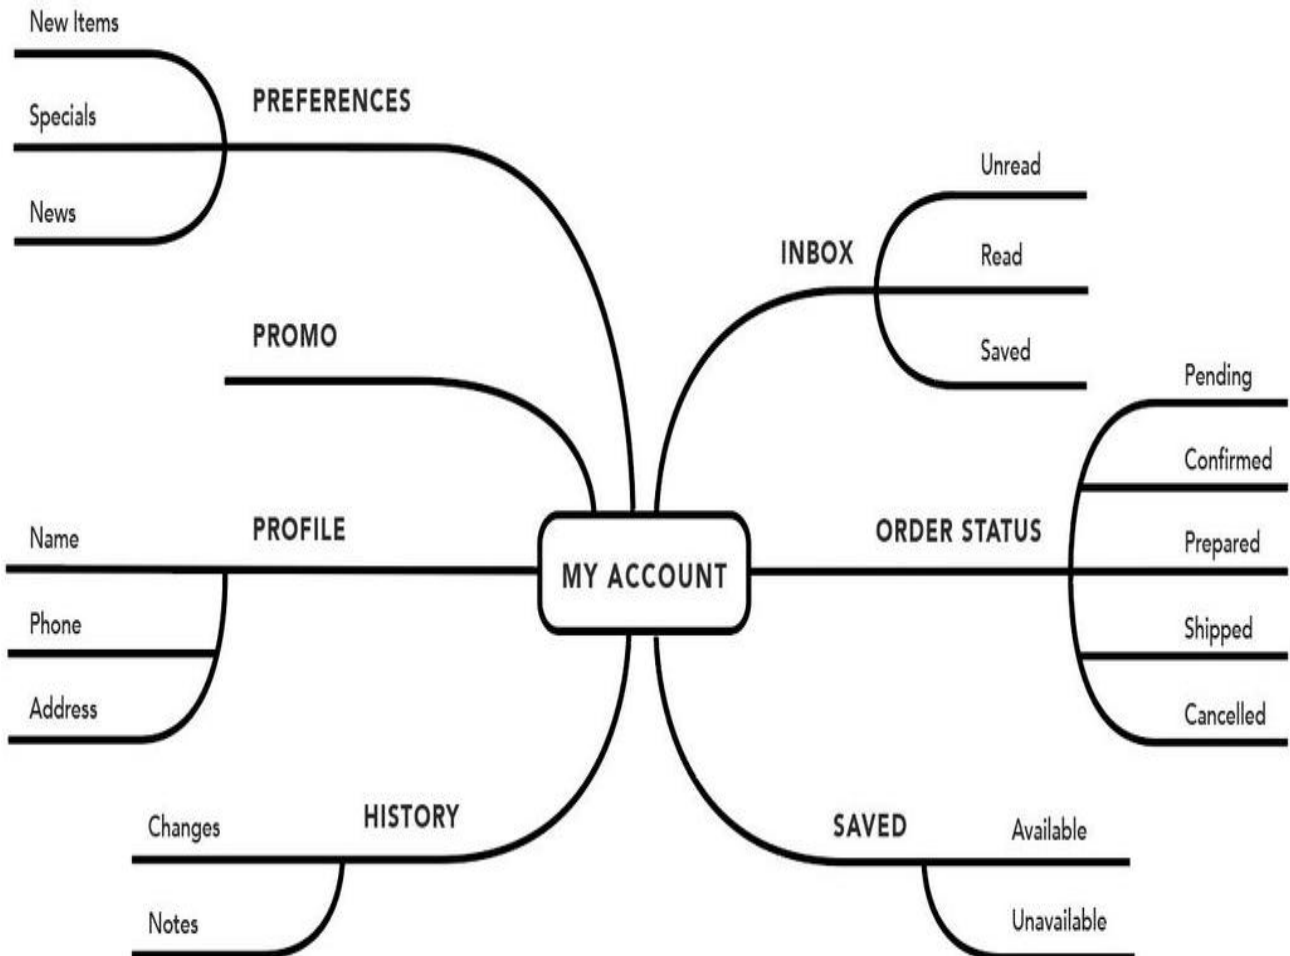 New Items
PREFERENCES
Specials
News
PROMO
PROFILE
Name
Phone
Address
HISTORY
Changes
Notes
MY ACCOUNT
INBOX
Unread
Read
Saved
ORDER STATUS
Pending
Confirmed
Prepared
Shipped
Cancelled
SAVED
Available
Unavailable